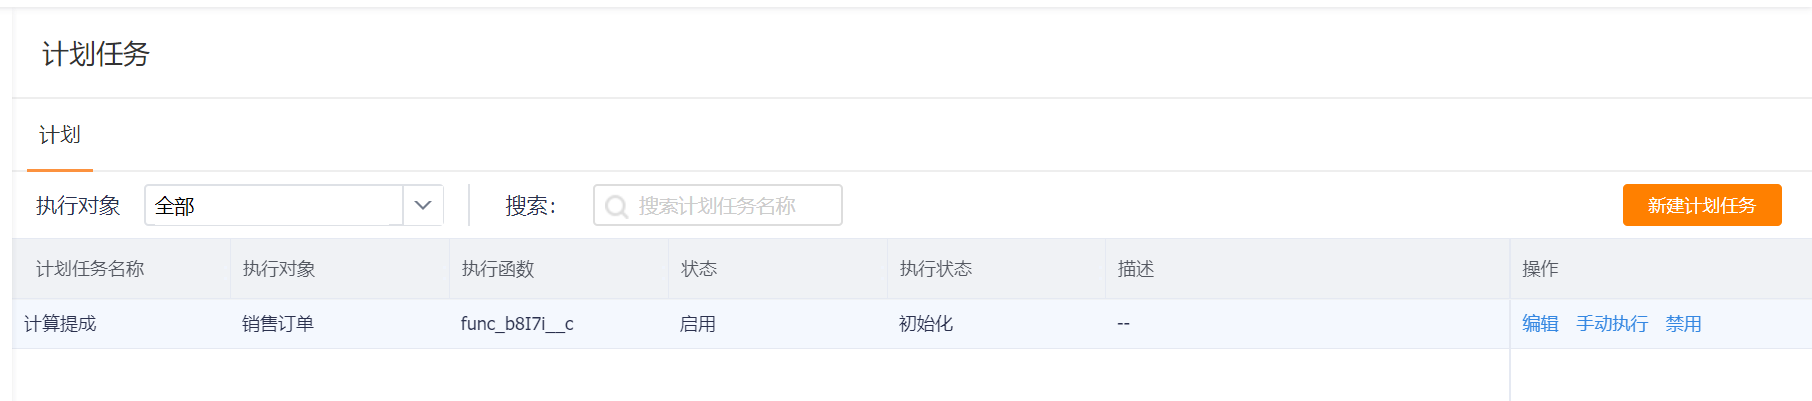 计划任务
计划
执行对象 全部 搜索： 搜索计划任务名称 新建计划任务
计划任务名称 执行对象 执行函数 状态 执行状态 描述 操作
计算提成 销售订单 func_b8I7i__c 启用 初始化 -- 编辑 手动执行 禁用